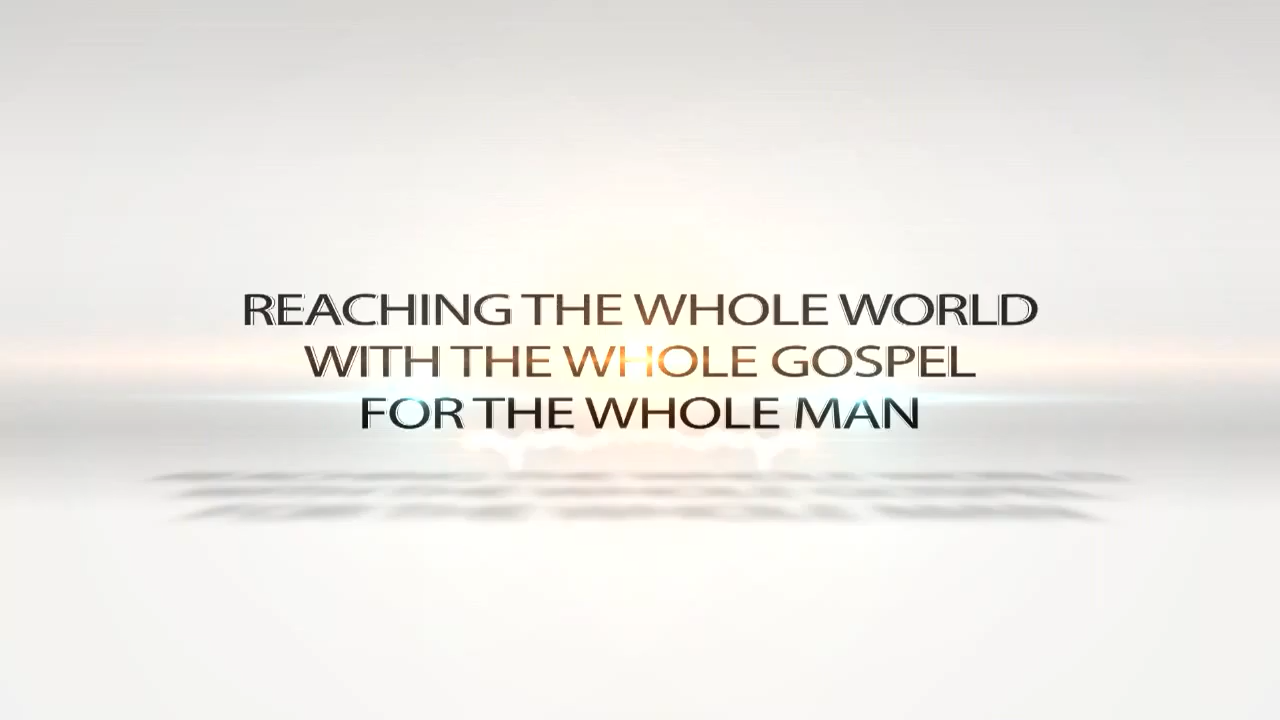 REACHING THE WHOLE WORLD
WITH THE WHOLE GOSPEL
FOR THE WHOLE MAN